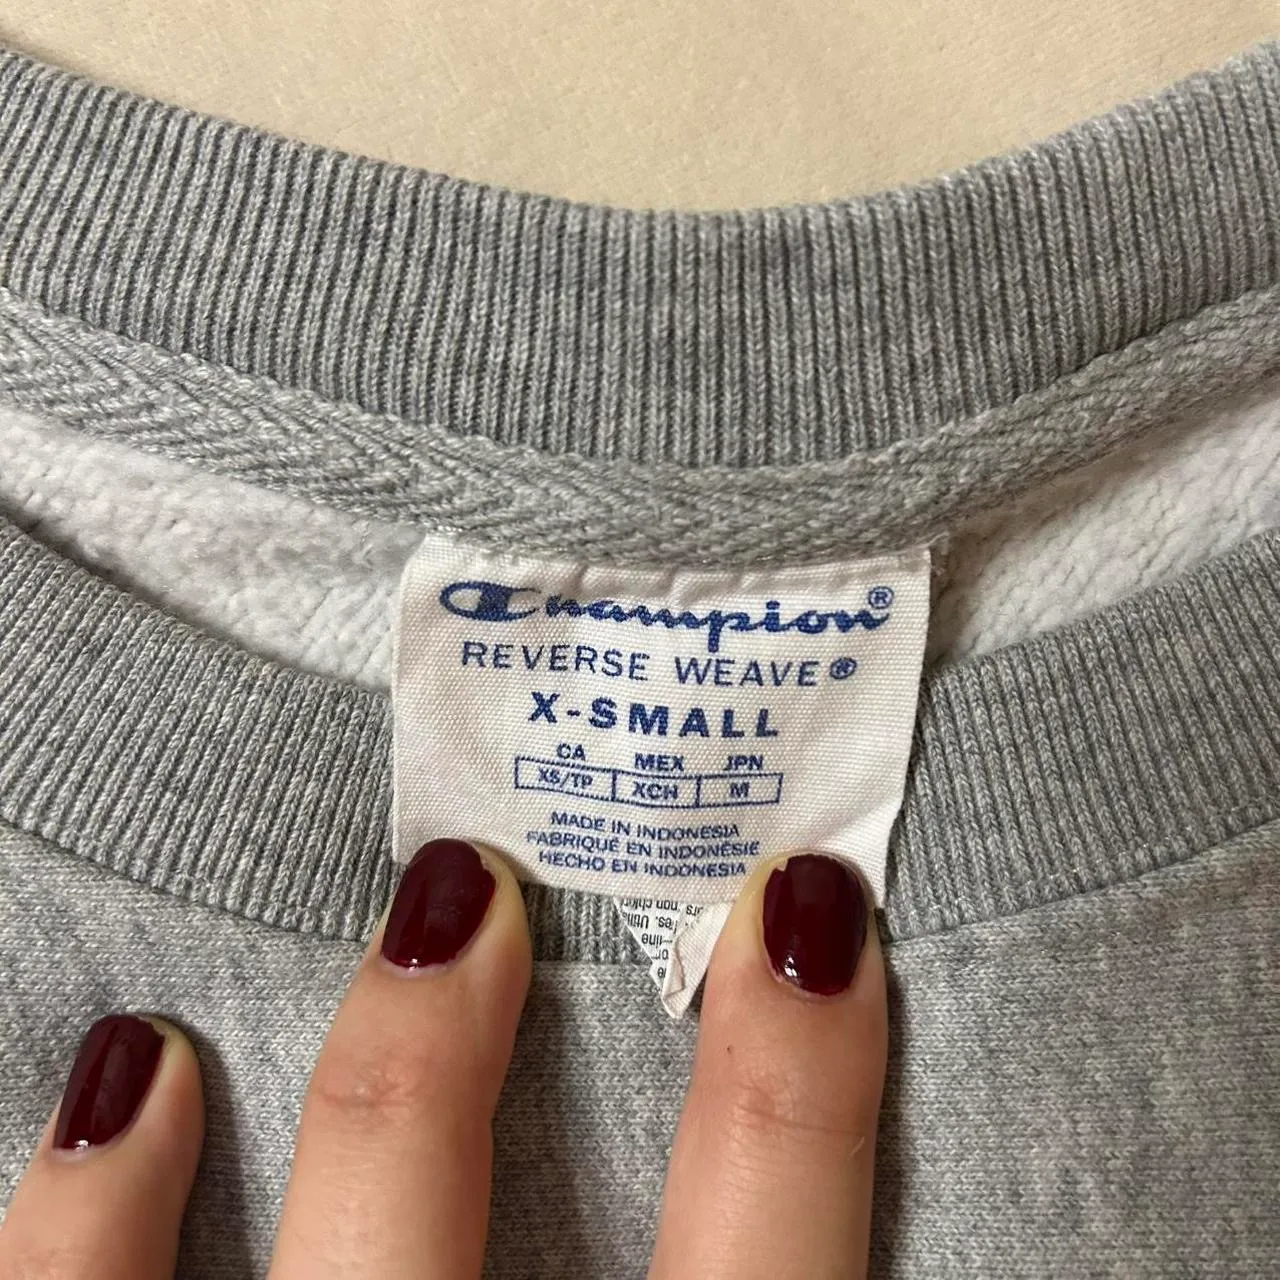 Champion®
REVERSE WEAVE®
X-SMALL
CA MEX JPN
XS/TP XCH M
MADE IN INDONESIA
FABRIQUÉ EN INDONÉSIE
HECHO EN INDONESIA